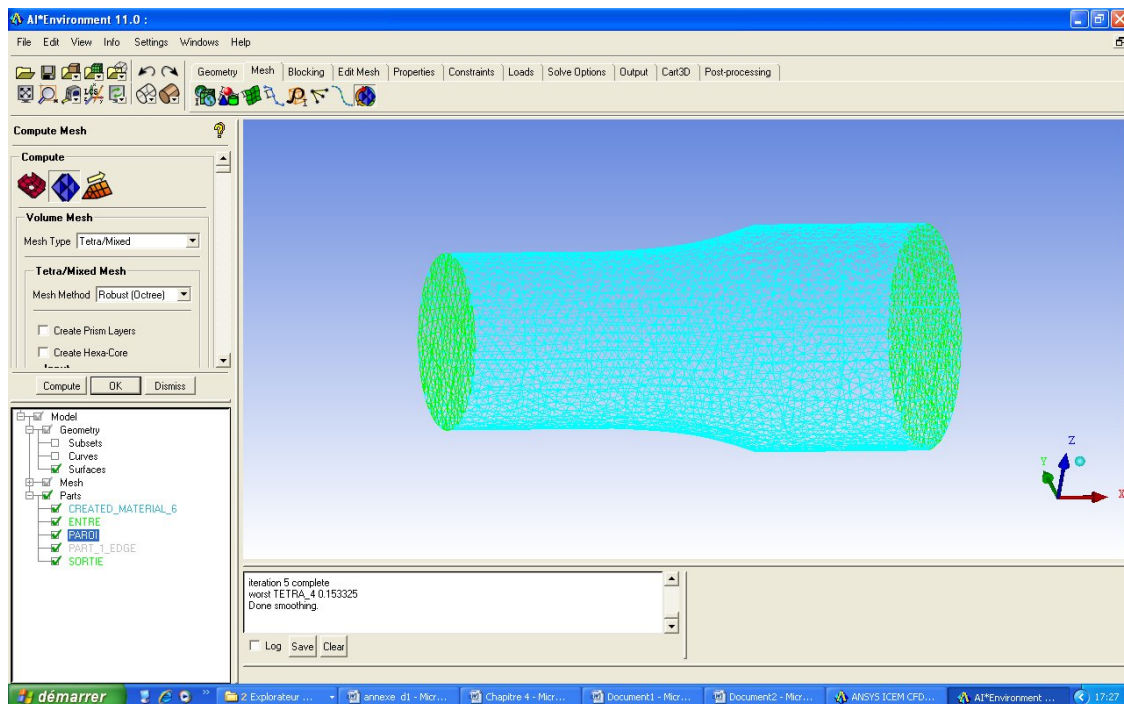 AI*Environment 11.0 :
File Edit View Info Settings Windows Help
Geometry Mesh Blocking Edit Mesh Properties Constraints Loads Solve Options Output Cart3D Post-processing
LCS
Compute Mesh
Compute
Volume Mesh
Mesh Type Tetra/Mixed
Tetra/Mixed Mesh
Mesh Method Robust (Octree)
Create Prism Layers
Create Hexa-Core
Compute OK Dismiss
Model
Geometry
Subsets
Curves
Surfaces
Mesh
Parts
CREATED_MATERIAL_6
ENTRE
PAROI
PART_1_EDGE
SORTIE
Z
Y
X
iteration 5 complete
worst TETRA_4 0.153325
Done smoothing.
Log Save Clear
démarrer 2 Explorateur ... annexe d1 - Micr... Chapitre 4 - Micr... Document1 - Micr... Document2 - Micr... ANSYS ICEM CFD... AI*Environment ... 17:27